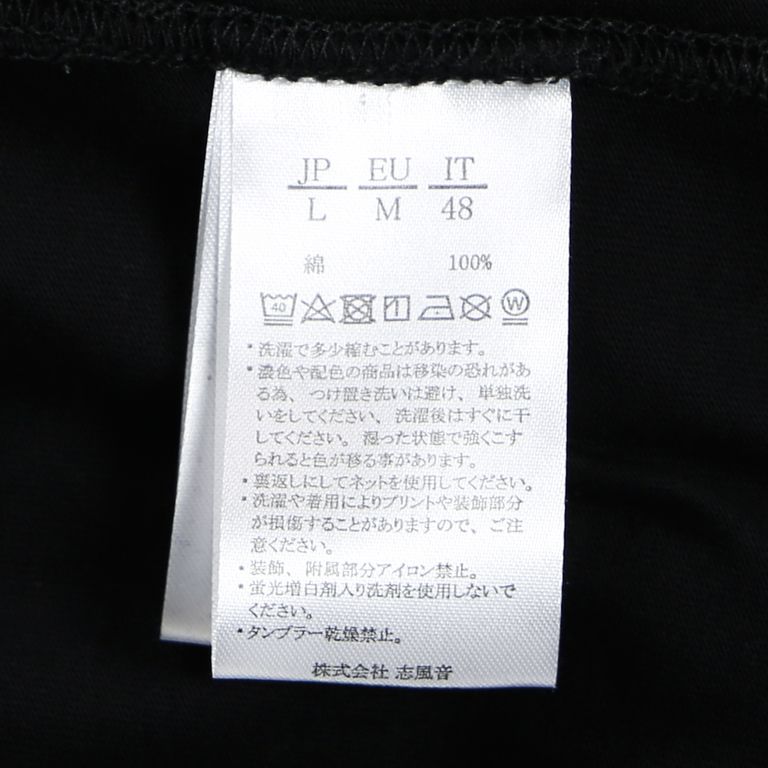 JP EU IT
L M 48
綿 100%
40 W
・洗濯で多少縮むことがあります。
・濃色や配色の商品は移染の恐れがあ
る為、つけ置き洗いは避け、単独洗
いをしてください、洗濯後はすぐに干
してください。湿った状態で強くこす
られると色が移る事があります。
・裏返しにしてネットを使用してください。
・洗濯や着用によりプリントや装飾部分
が損傷することがありますので、ご注
意ください。
・装飾、附属部分アイロン禁止。
・蛍光増白剤入り洗剤を使用しないで
ください。
・タンブラー乾燥禁止。
株式会社 志風音